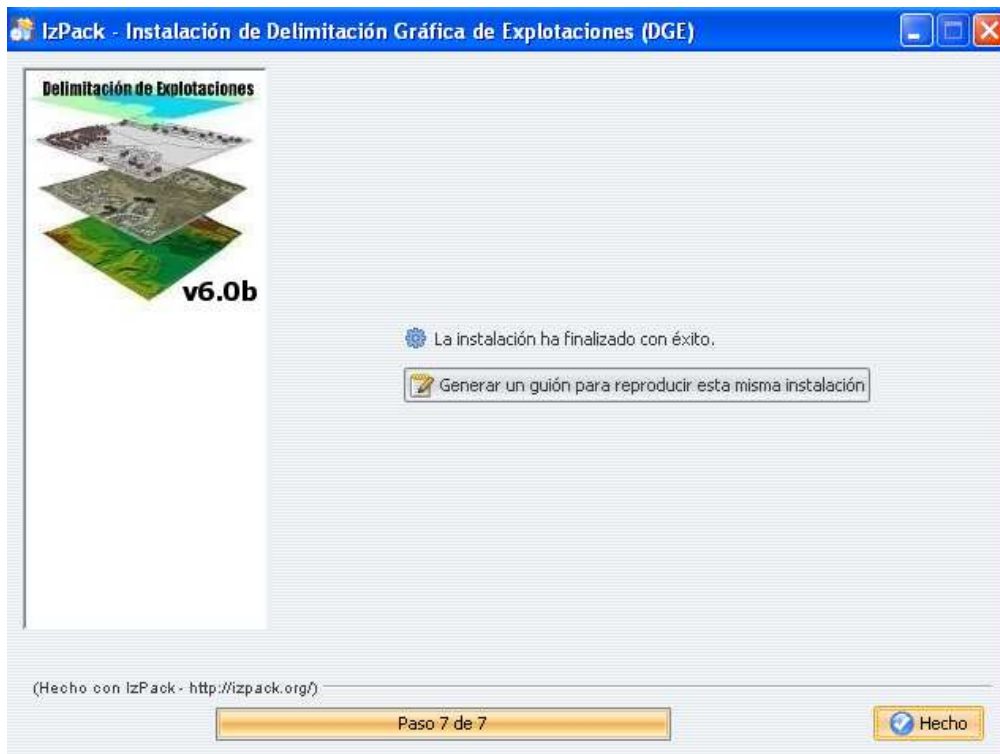 IzPack - Instalación de Delimitación Gráfica de Explotaciones (DGE)
Delimitación de Explotaciones
v6.0b
La instalación ha finalizado con éxito.
Generar un guión para reproducir esta misma instalación
(Hecho con IzPack - http://izpack.org/)
Paso 7 de 7
Hecho